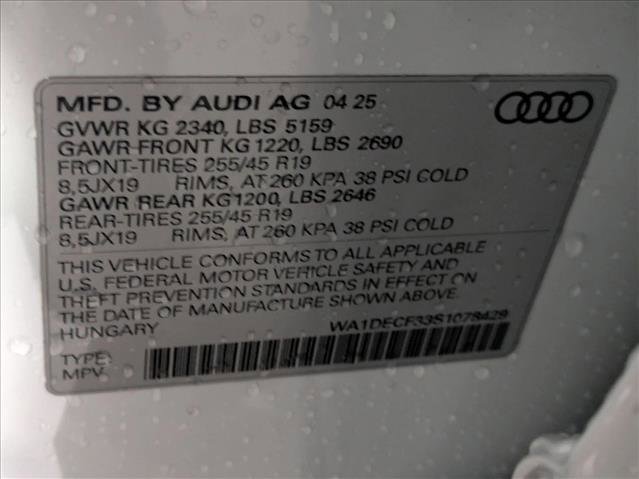 MFD. BY AUDI AG 04 25
GVWR KG 2340, LBS 5159
GAWR-FRONT KG 1220, LBS 2690
FRONT-TIRES 255/45 R19
8,5JX19 RIMS, AT 260 KPA 38 PSI COLD
GAWR REAR KG1200, LBS 2646
REAR-TIRES 255/45 R19
8,5JX19 RIMS, AT 260 KPA 38 PSI COLD
THIS VEHICLE CONFORMS TO ALL APPLICABLE
U.S. FEDERAL MOTOR VEHICLE SAFETY AND
THEFT PREVENTION STANDARDS IN EFFECT ON
THE DATE OF MANUFACTURE SHOWN ABOVE.
HUNGARY WA1DECF33S1078429
TYPE:
MPV